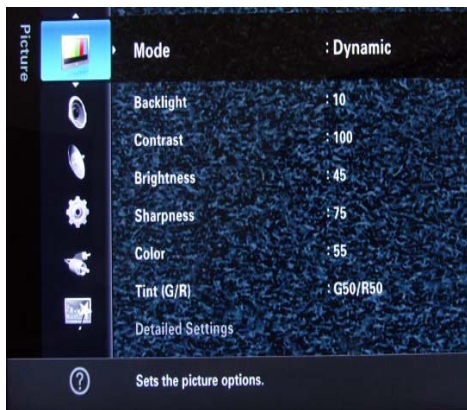 Picture
Mode : Dynamic
Backlight : 10
Contrast : 100
Brightness : 45
Sharpness : 75
Color : 55
Tint (G/R) : G50/R50
Detailed Settings
? Sets the picture options.